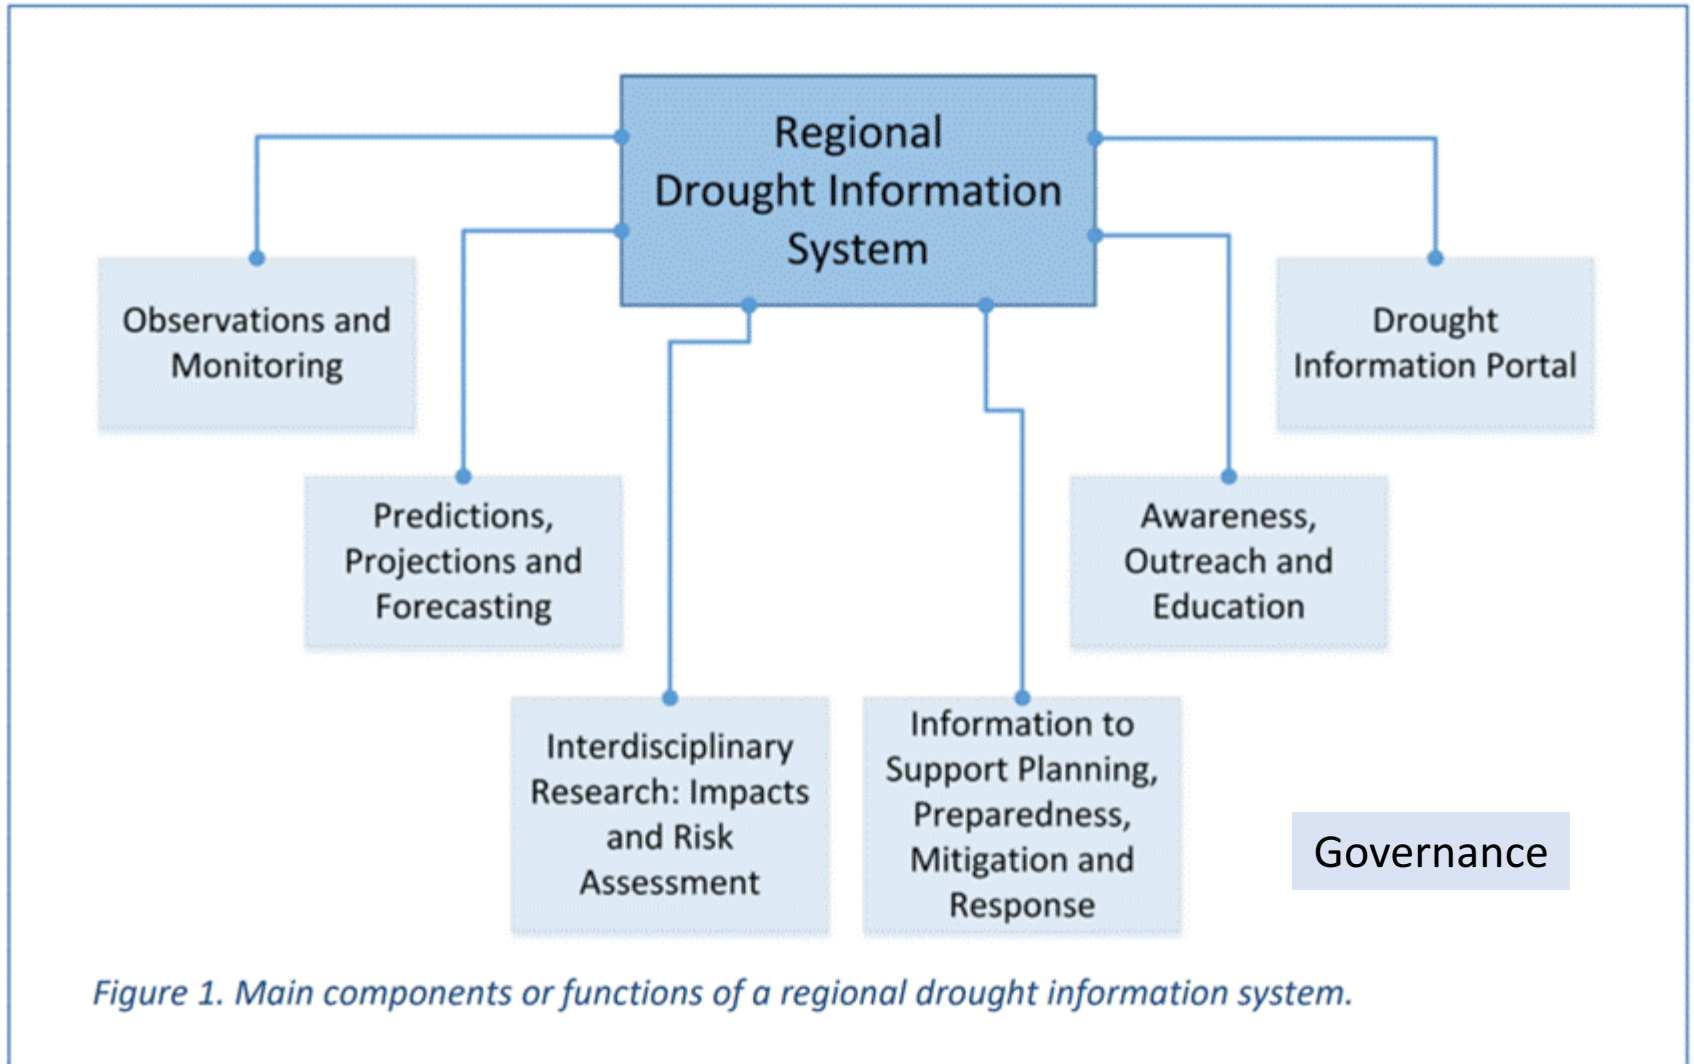 Regional
Drought Information
System
Observations and
Monitoring
Drought
Information Portal
Predictions,
Projections and
Forecasting
Awareness,
Outreach and
Education
Interdisciplinary
Research: Impacts
and Risk
Assessment
Information to
Support Planning,
Preparedness,
Mitigation and
Response
Governance
Figure 1. Main components or functions of a regional drought information system.